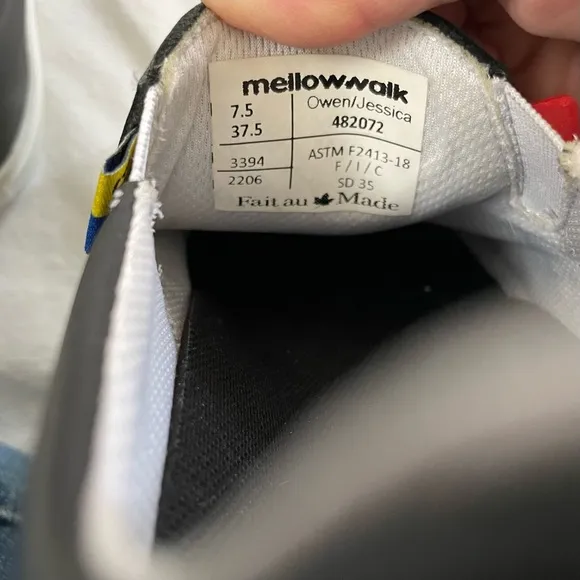 mellowwalk
7.5 Owen/Jessica
37.5 482072
3394 ASTM F2413-18
F/I/C
2206 SD 35
Fait au Made